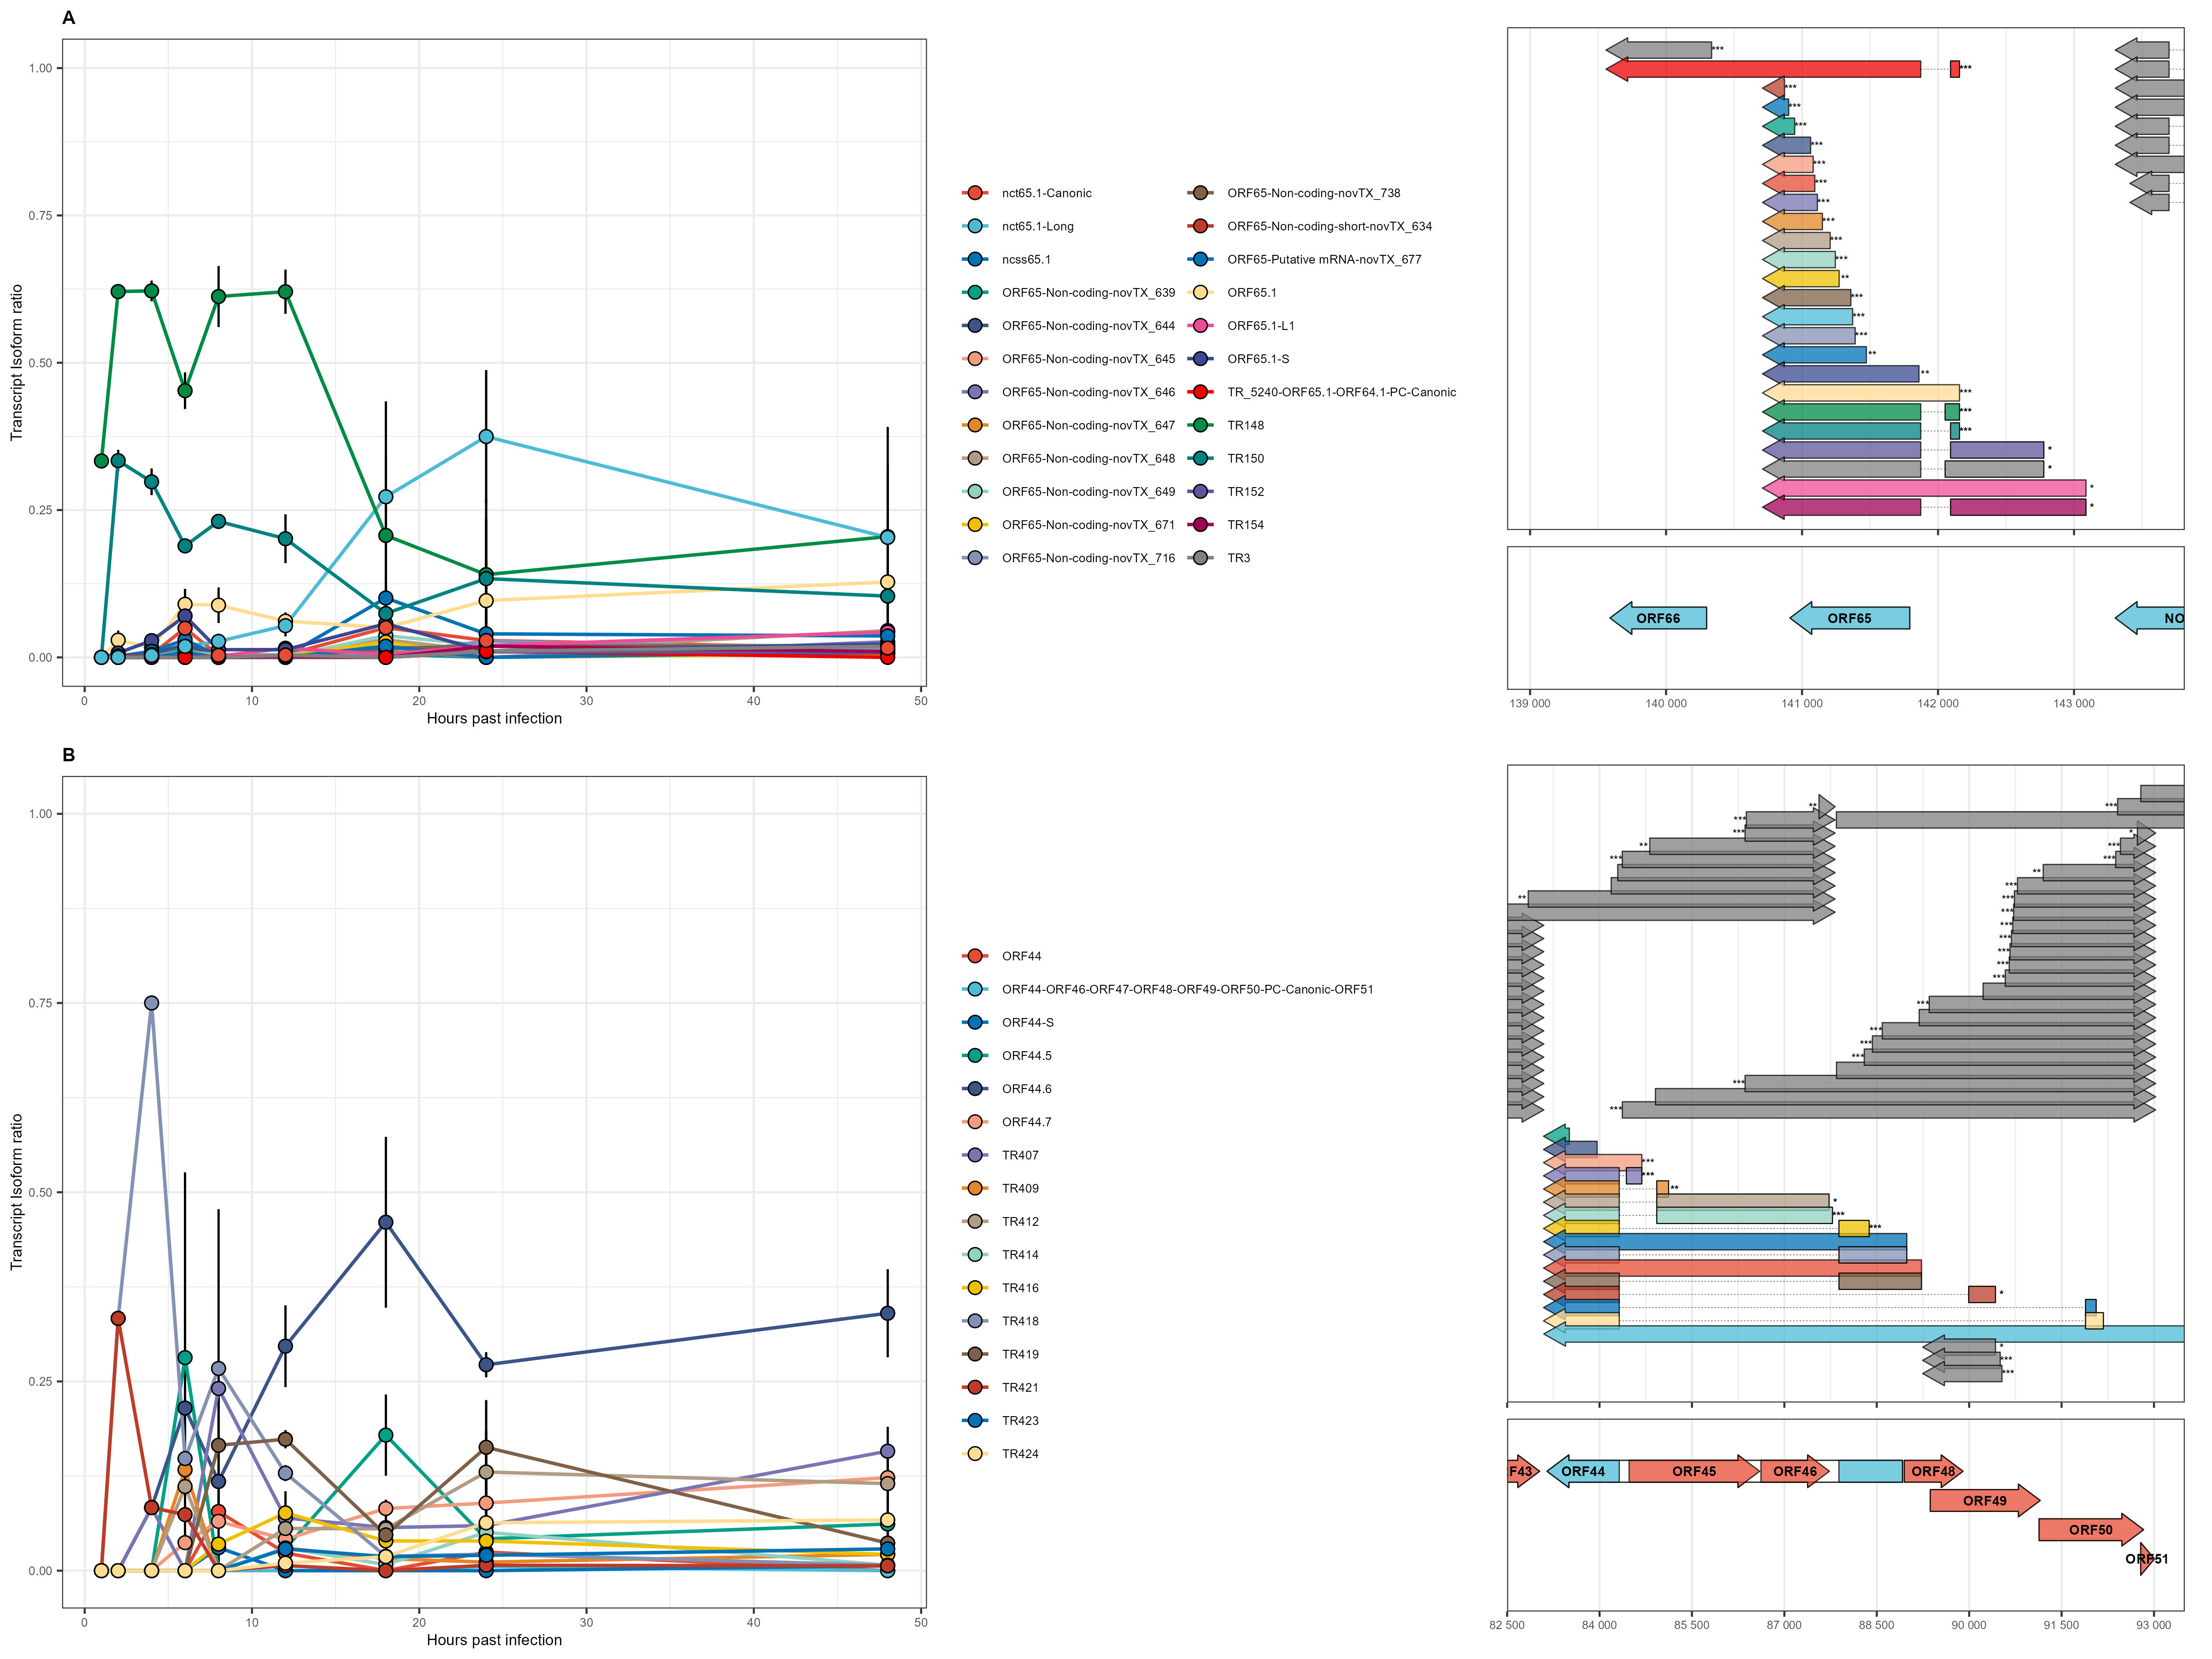 A
Transcript Isoform ratio
1.00
0.75
0.50
0.25
0.00
0 10 20 30 40 50
Hours past infection
nct65.1-Canonic
nct65.1-Long
ncss65.1
ORF65-Non-coding-novTX_639
ORF65-Non-coding-novTX_644
ORF65-Non-coding-novTX_645
ORF65-Non-coding-novTX_646
ORF65-Non-coding-novTX_647
ORF65-Non-coding-novTX_648
ORF65-Non-coding-novTX_649
ORF65-Non-coding-novTX_671
ORF65-Non-coding-novTX_716
ORF65-Non-coding-novTX_738
ORF65-Non-coding-short-novTX_634
ORF65-Putative mRNA-novTX_677
ORF65.1
ORF65.1-L1
ORF65.1-S
TR_5240-ORF65.1-ORF64.1-PC-Canonic
TR148
TR150
TR152
TR154
TR3
***
***
***
***
***
***
***
***
***
***
***
***
**
***
***
***
**
**
***
***
***
*
*
*
*
ORF66 ORF65 NO
139 000 140 000 141 000 142 000 143 000
B
Transcript Isoform ratio
1.00
0.75
0.50
0.25
0.00
0 10 20 30 40 50
Hours past infection
ORF44
ORF44-ORF46-ORF47-ORF48-ORF49-ORF50-PC-Canonic-ORF51
ORF44-S
ORF44.5
ORF44.6
ORF44.7
TR407
TR409
TR412
TR414
TR416
TR418
TR419
TR421
TR423
TR424
** ***
***
***
* 
** ***
*** ***
**
***
** ***
***
***
***
***
***
***
***
***
***
***
***
***
***
***
**
*
***
***
*
*
***
***
F43 ORF44 ORF45 ORF46 ORF48
ORF49
ORF50
ORF51
82 500 84 000 85 500 87 000 88 500 90 000 91 500 93 000